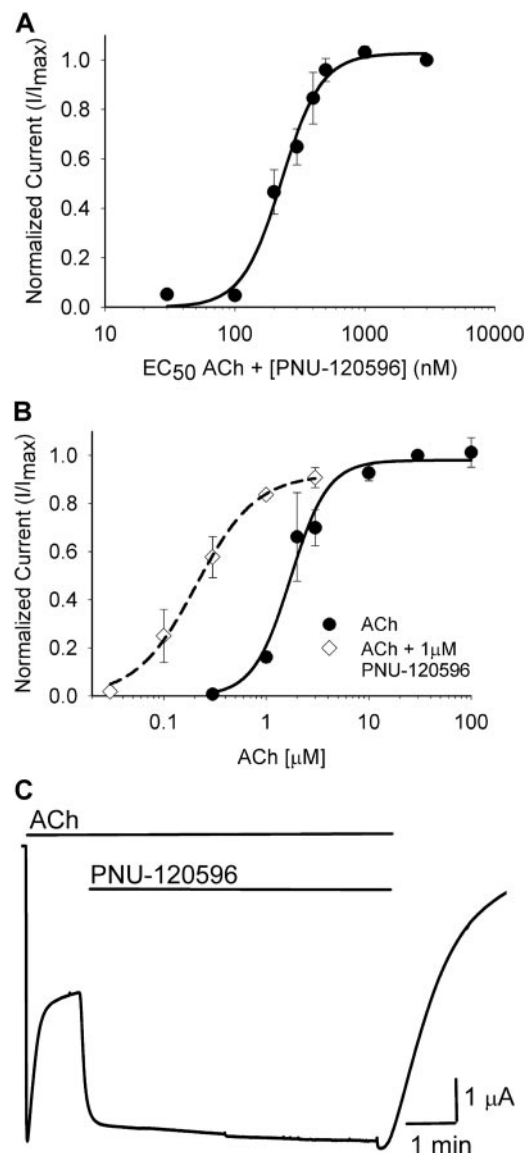 A
Normalized Current (I/Imax)
1.0
0.8
0.6
0.4
0.2
0.0
10 100 1000 10000
EC50 ACh + [PNU-120596] (nM)
B
Normalized Current (I/Imax)
1.0
0.8
0.6
0.4
0.2
0.0
ACh
ACh + 1μM
PNU-120596
0.1 1 10 100
ACh [μM]
C
ACh
PNU-120596
1 μA
1 min